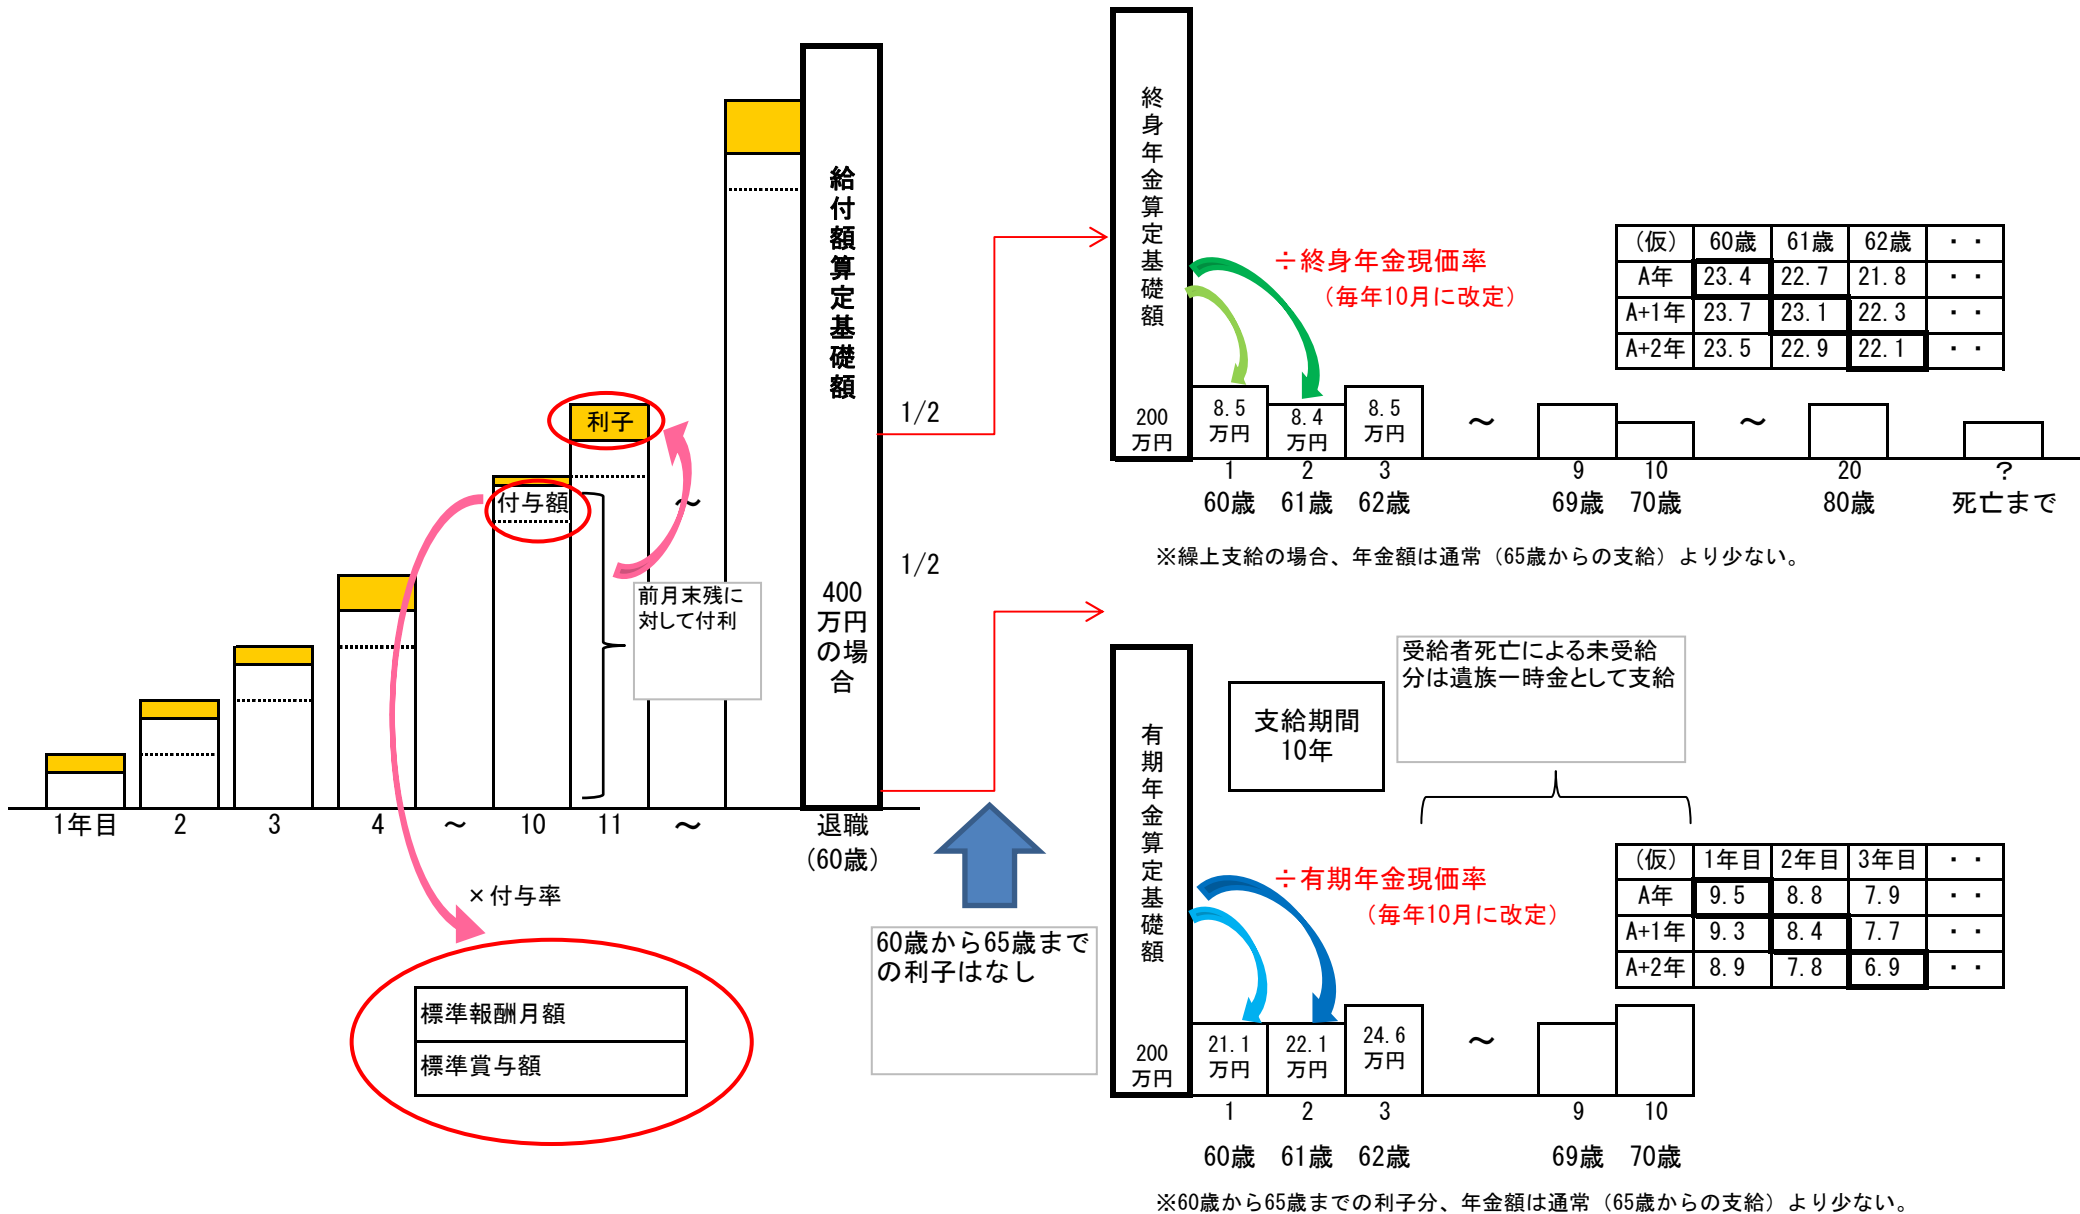 給付額算定基礎額
400
万円
の場
合
利子
付与額
前月末残に
対して付利
～
1年目
2
3
4
～
10
11
～
退職
(60歳)
×付与率
標準報酬月額
標準賞与額
1/2
1/2
60歳から65歳まで
の利子はなし
終身年金算定基礎額
200
万円
÷終身年金現価率
（毎年10月に改定）
(仮) 60歳 61歳 62歳 ・・
A年 23.4 22.7 21.8 ・・
A+1年 23.7 23.1 22.3 ・・
A+2年 23.5 22.9 22.1 ・・
8.5
万円
8.4
万円
8.5
万円
～
～
1 2 3 9 10 20 ？
60歳 61歳 62歳 69歳 70歳 80歳 死亡まで
※繰上支給の場合、年金額は通常（65歳からの支給）より少ない。
有期年金算定基礎額
200
万円
支給期間
10年
受給者死亡による未受給
分は遺族一時金として支給
÷有期年金現価率
（毎年10月に改定）
(仮) 1年目 2年目 3年目 ・・
A年 9.5 8.8 7.9 ・・
A+1年 9.3 8.4 7.7 ・・
A+2年 8.9 7.8 6.9 ・・
21.1
万円
22.1
万円
24.6
万円
～
1 2 3 9 10
60歳 61歳 62歳 69歳 70歳
※60歳から65歳までの利子分、年金額は通常（65歳からの支給）より少ない。